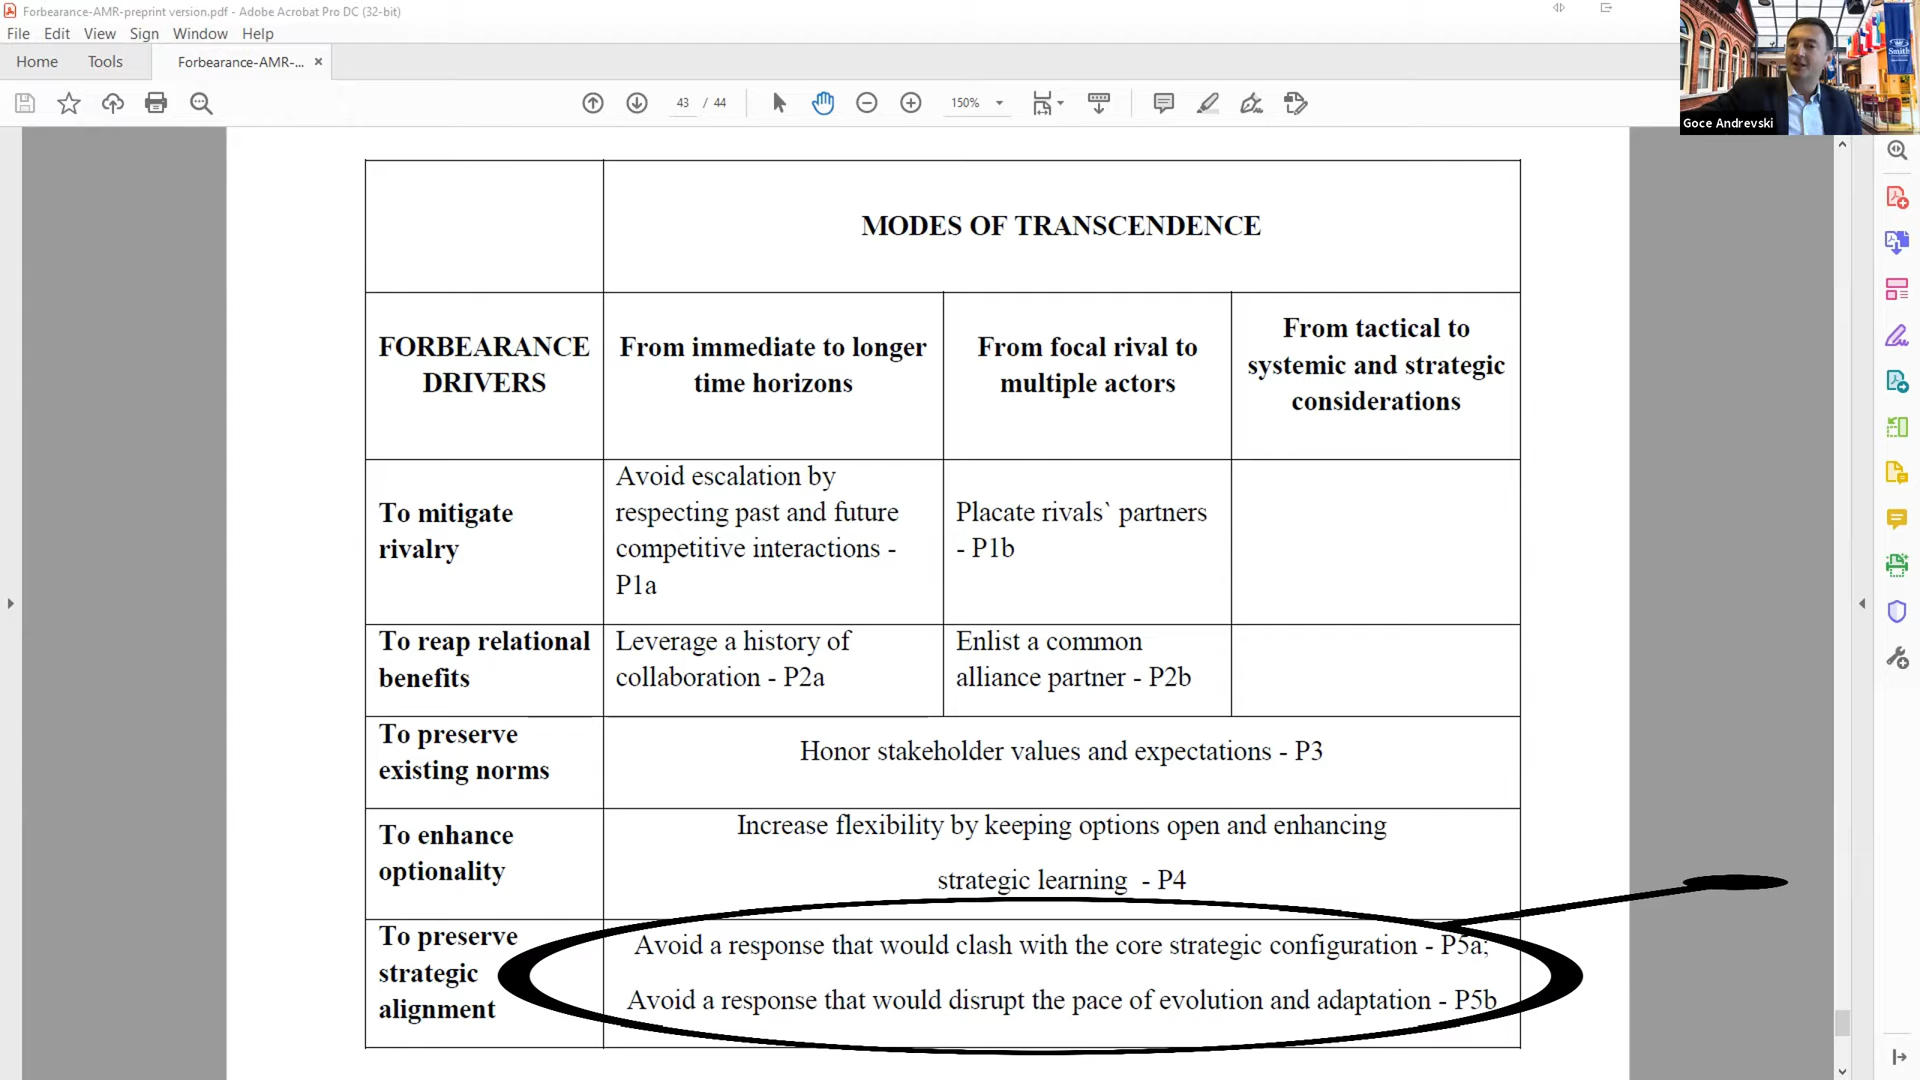 Forbearance-AMR-preprint version.pdf - Adobe Acrobat Pro DC (32-bit)
File Edit View Sign Window Help
Home Tools Forbearance-AMR-... ×
43 / 44 150%
Smith
Goce Andrevski
MODES OF TRANSCENDENCE
FORBEARANCE
DRIVERS
From immediate to longer
time horizons
From focal rival to
multiple actors
From tactical to
systemic and strategic
considerations
To mitigate
rivalry
Avoid escalation by
respecting past and future
competitive interactions -
P1a
Placate rivals` partners
- P1b
To reap relational
benefits
Leverage a history of
collaboration - P2a
Enlist a common
alliance partner - P2b
To preserve
existing norms
Honor stakeholder values and expectations - P3
To enhance
optionality
Increase flexibility by keeping options open and enhancing
strategic learning - P4
To preserve
strategic
alignment
Avoid a response that would clash with the core strategic configuration - P5a;
Avoid a response that would disrupt the pace of evolution and adaptation - P5b